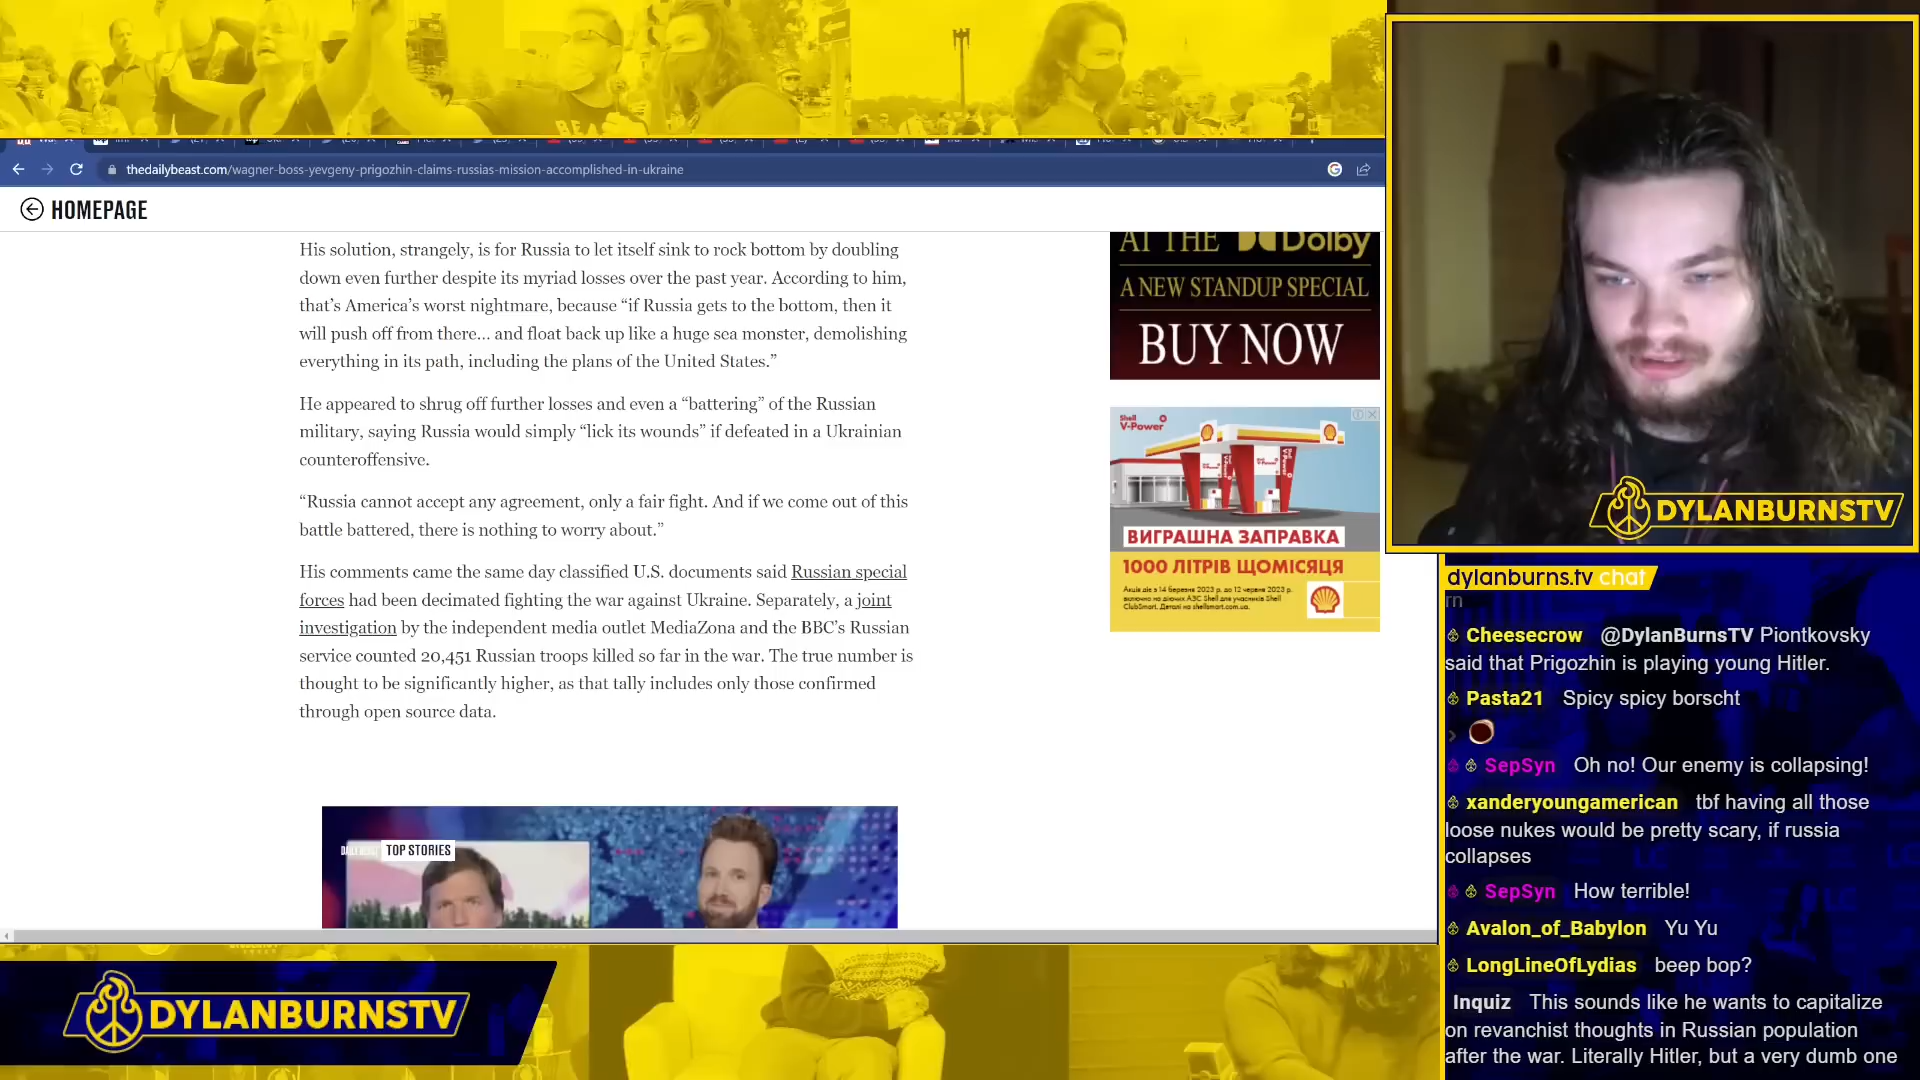 thedailybeast.com/wagner-boss-yevgeny-prigozhin-claims-russias-mission-accomplished-in-ukraine
HOMEPAGE
His solution, strangely, is for Russia to let itself sink to rock bottom by doubling
down even further despite its myriad losses over the past year. According to him,
that’s America’s worst nightmare, because “if Russia gets to the bottom, then it
will push off from there… and float back up like a huge sea monster, demolishing
everything in its path, including the plans of the United States.”
He appeared to shrug off further losses and even a “battering” of the Russian
military, saying Russia would simply “lick its wounds” if defeated in a Ukrainian
counteroffensive.
“Russia cannot accept any agreement, only a fair fight. And if we come out of this
battle battered, there is nothing to worry about.”
His comments came the same day classified U.S. documents said Russian special
forces had been decimated fighting the war against Ukraine. Separately, a joint
investigation by the independent media outlet MediaZona and the BBC’s Russian
service counted 20,451 Russian troops killed so far in the war. The true number is
thought to be significantly higher, as that tally includes only those confirmed
through open source data.
TOP STORIES
AT THE Dolby
A NEW STANDUP SPECIAL
BUY NOW
Shell
V-Power
ВИГРАШНА ЗАПРАВКА
1000 ЛІТРІВ ЩОМІСЯЦЯ
Акція діє з 14 березня 2023 р. до 12 червня 2023 р.
DYLANBURNSTV
dylanburns.tv chat
rn
Cheesecrow @DylanBurnsTV Piontkovsky
said that Prigozhin is playing young Hitler.
Pasta21 Spicy spicy borscht
SepSyn Oh no! Our enemy is collapsing!
xanderyoungamerican tbf having all those
loose nukes would be pretty scary, if russia
collapses
SepSyn How terrible!
Avalon_of_Babylon Yu Yu
LongLineOfLydias beep bop?
Inquiz This sounds like he wants to capitalize
on revanchist thoughts in Russian population
after the war. Literally Hitler, but a very dumb one
DYLANBURNSTV